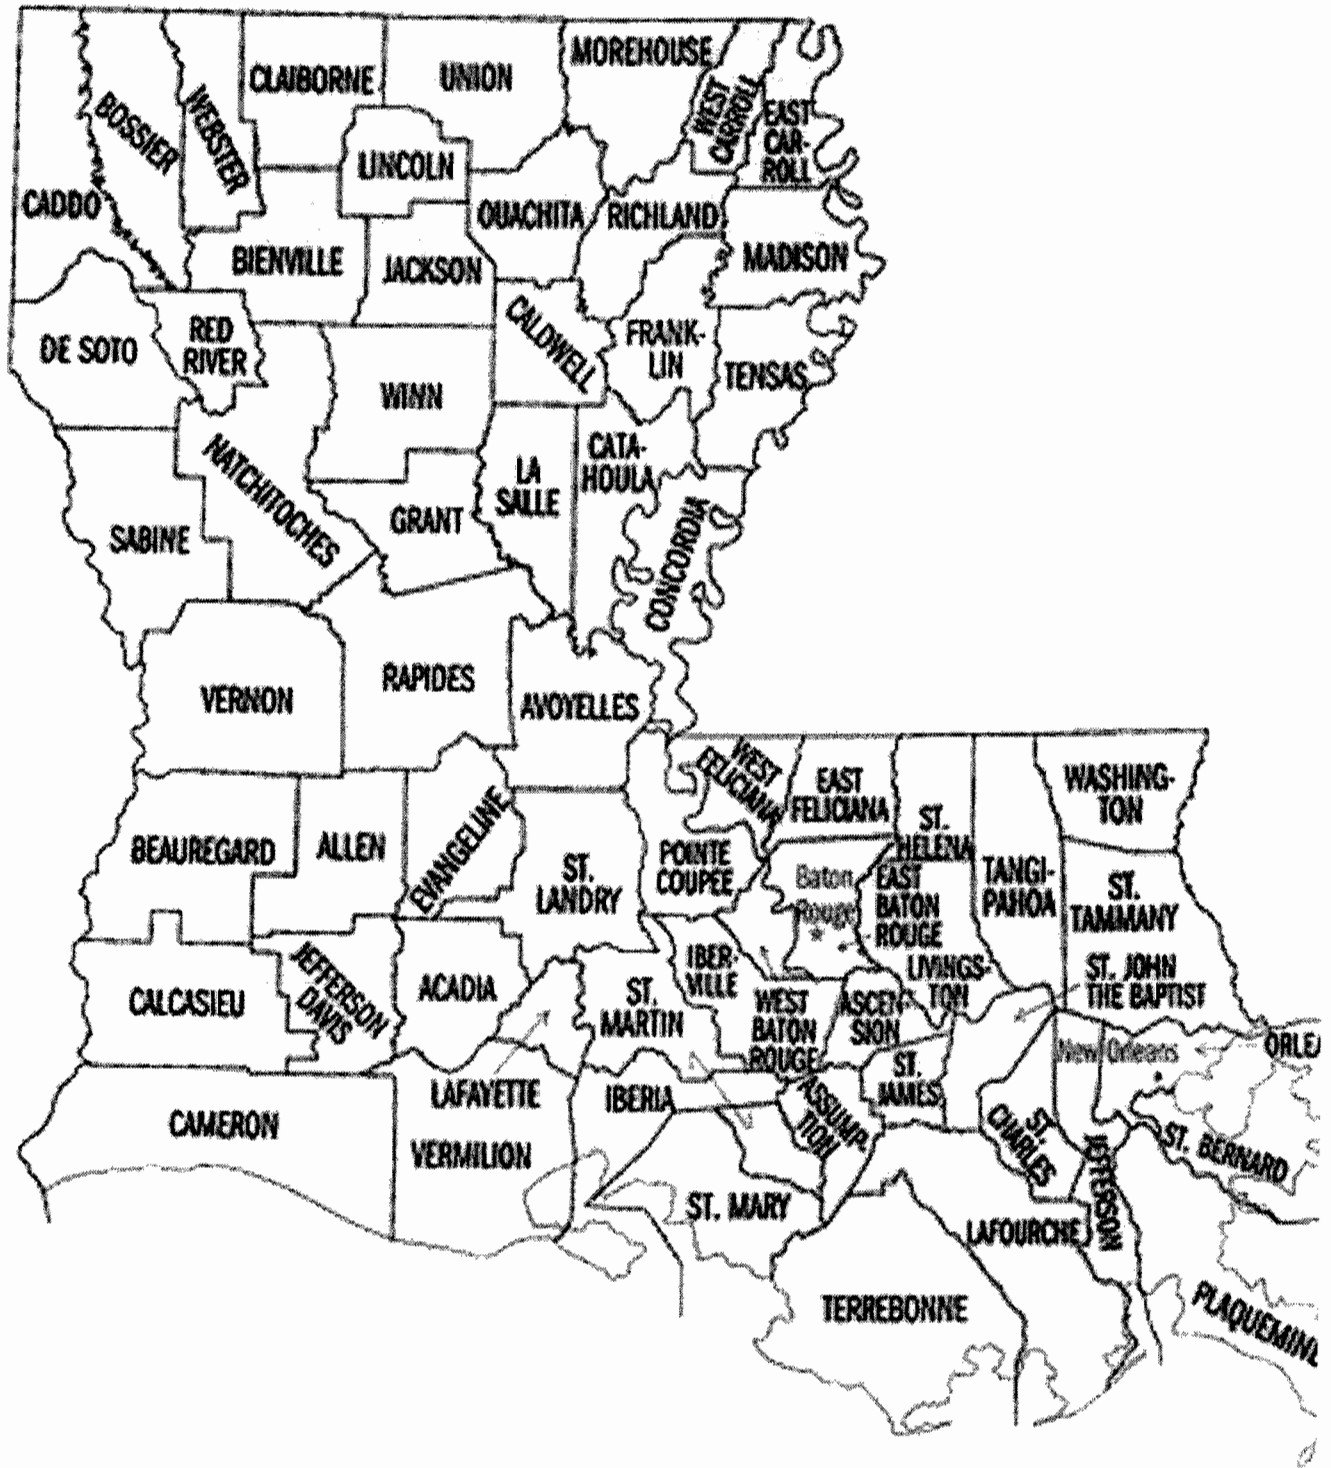 CLAIBORNE
UNION
MOREHOUSE
WEST
CARROLL
EAST
CAR-
ROLL
BOSSIER
WEBSTER
LINCOLN
CADDO
OUACHITA
RICHLAND
MADISON
BIENVILLE
JACKSON
DE SOTO
RED
RIVER
CALDWELL
FRANK-
LIN
TENSAS
WINN
NATCHITOCHES
LA
SALLE
CATA-
HOULA
SABINE
GRANT
CONCORDIA
VERNON
RAPIDES
AVOYELLES
WEST
FELICIANA
EAST
FELICIANA
ST.
HELENA
WASHING-
TON
BEAUREGARD
ALLEN
EVANGELINE
ST.
LANDRY
POINTE
COUPEE
Baton
Rouge
EAST
BATON
ROUGE
TANGI-
PAHOA
ST.
TAMMANY
CALCASIEU
JEFFERSON
DAVIS
ACADIA
ST.
MARTIN
IBER-
VILLE
WEST
BATON
ROUGE
ASCEN-
SION
LIVINGS-
TON
ST. JOHN
THE BAPTIST
New Orleans
ORLEA
CAMERON
LAFAYETTE
VERMILION
IBERIA
ASSUMP-
TION
ST.
JAMES
ST.
CHARLES
ST. BERNARD
ST. MARY
LAFOURCHE
TERREBONNE
PLAQUEMINE